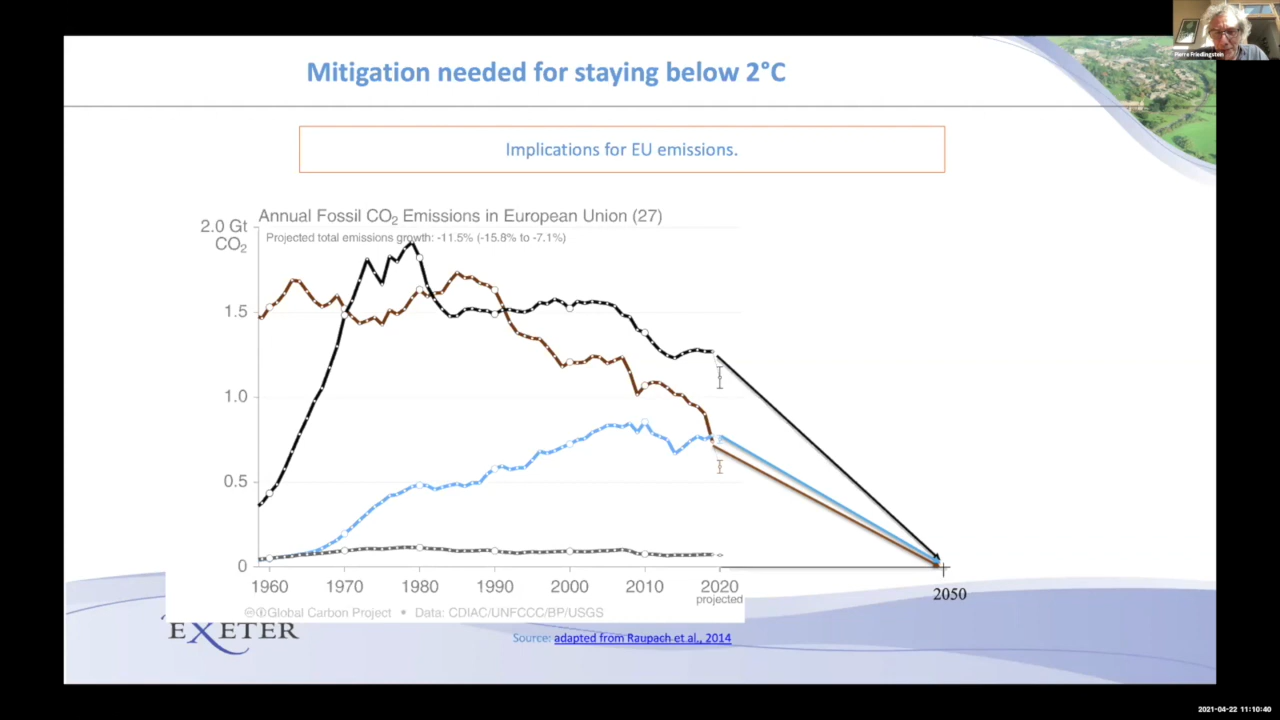 Pierre Friedlingstein
Mitigation needed for staying below 2°C
Implications for EU emissions.
Annual Fossil CO₂ Emissions in European Union (27)
2.0 Gt
CO₂
Projected total emissions growth: -11.5% (-15.8% to -7.1%)
1.5
1.0
0.5
0
1960 1970 1980 1990 2000 2010 2020
projected
2050
Global Carbon Project • Data: CDIAC/UNFCCC/BP/USGS
EXETER
Source: adapted from Raupach et al., 2014
2021-04-22 11:10:40